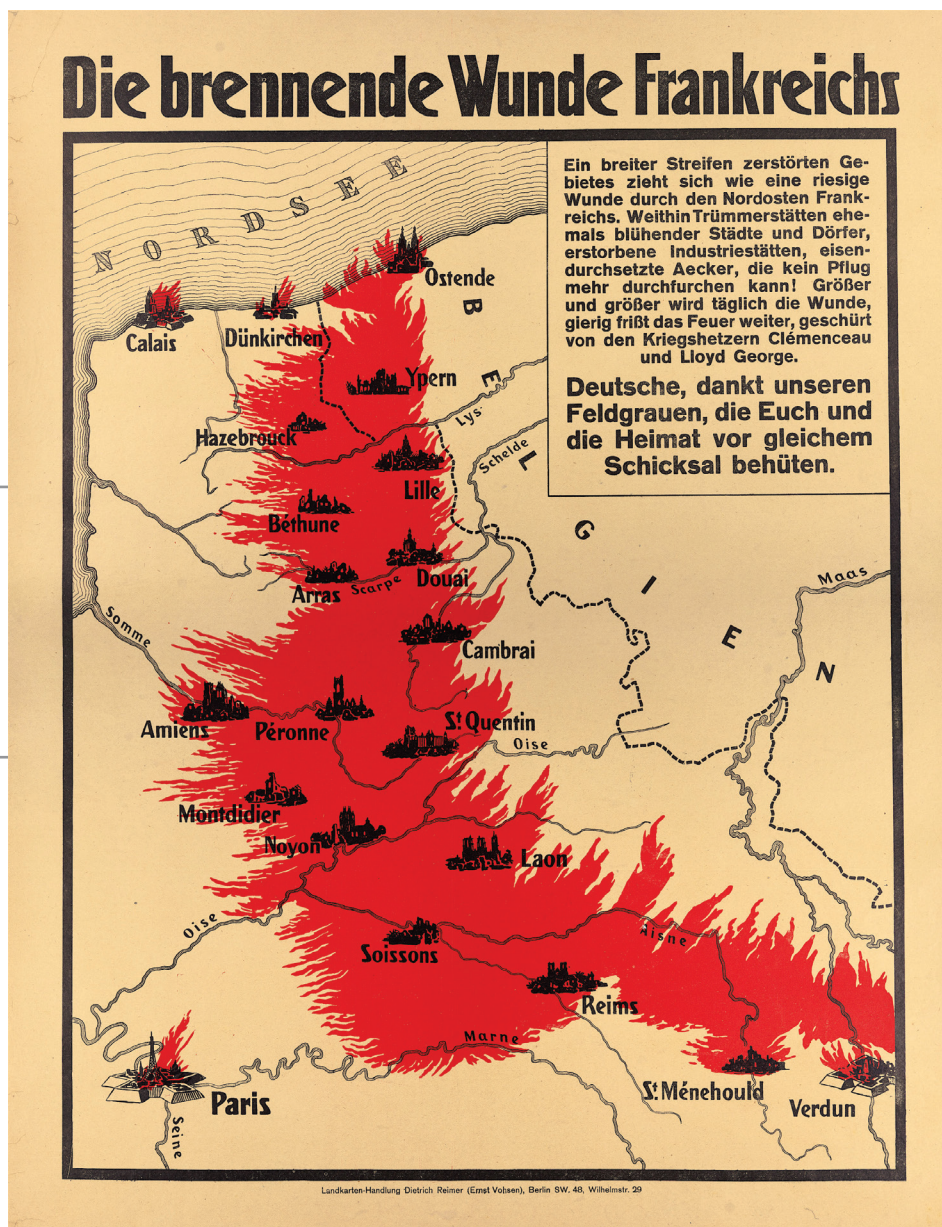 Die brennende Wunde Frankreichs
Ein breiter Streifen zerstörten Ge-
bietes zieht sich wie eine riesige
Wunde durch den Nordosten Frank-
reichs. Weithin Trümmerstätten ehe-
mals blühender Städte und Dörfer,
erstorbene Industriestätten, eisen-
durchsetzte Aecker, die kein Pflug
mehr durchfurchen kann! Größer
und größer wird täglich die Wunde,
gierig frißt das Feuer weiter, geschürt
von den Kriegshetzern Clémenceau
und Lloyd George.
Deutsche, dankt unseren
Feldgrauen, die Euch und
die Heimat vor gleichem
Schicksal behüten.
NORDSEE
Ostende
Calais
Dünkirchen
BELGIEN
Ypern
Hazebrouck
Lys
Schelde
Lille
Béthune
Douai
Arras
Scarpe
Maas
Somme
Cambrai
Amiens
Péronne
St Quentin
Oise
Montdidier
Noyon
Laon
Oise
Soissons
Aisne
Reims
Marne
Paris
St. Ménehould
Verdun
Seine
Landkarten-Handlung Dietrich Reimer (Ernst Vohsen), Berlin SW. 48, Wilhelmstr. 29